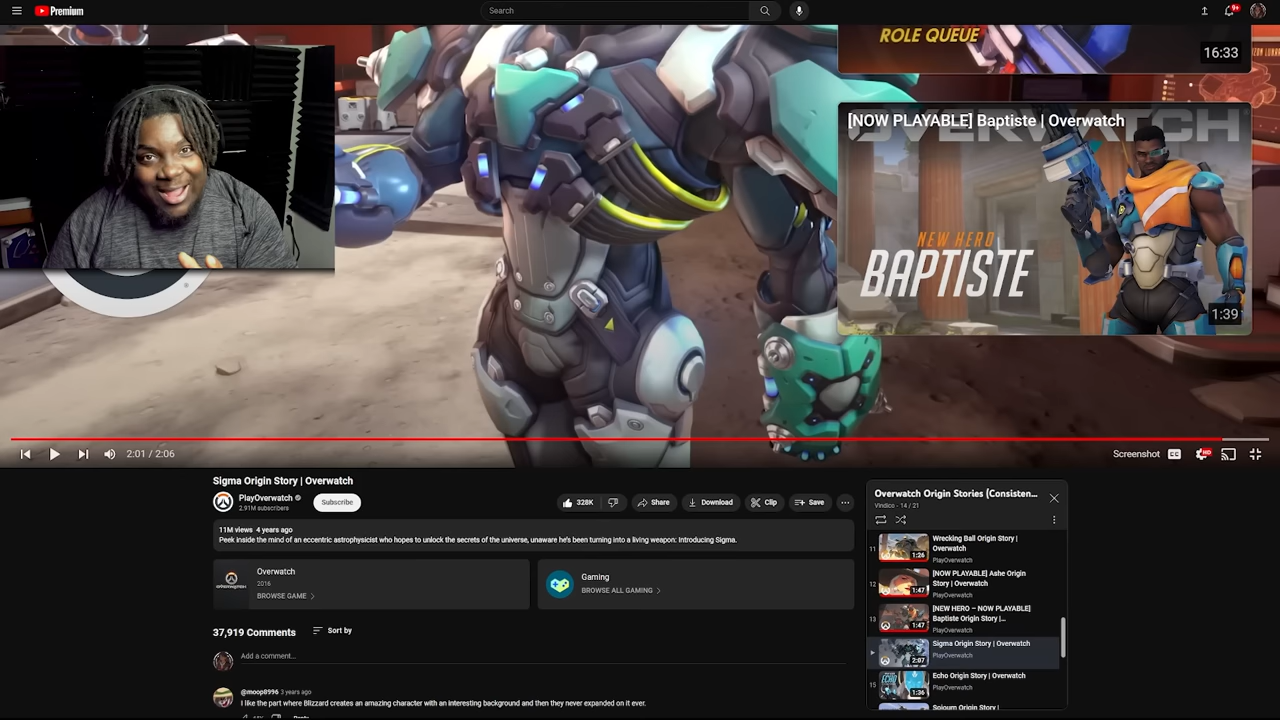 Premium
Search
9+
ROLE QUEUE
16:33
[NOW PLAYABLE] Baptiste | Overwatch
NEW HERO
BAPTISTE
1:39
2:01 / 2:06
Screenshot
CC
HD
Sigma Origin Story | Overwatch
PlayOverwatch
2.91M subscribers
Subscribe
328K
Share
Download
Clip
Save
11M views 4 years ago
Peek inside the mind of an eccentric astrophysicist who hopes to unlock the secrets of the universe, unaware he's been turning into a living weapon: Introducing Sigma.
Overwatch
2016
BROWSE GAME
Gaming
BROWSE ALL GAMING
37,919 Comments
Sort by
Add a comment...
@moop8996 3 years ago
I like the part where Blizzard creates an amazing character with an interesting background and then they never expanded on it ever.
Overwatch Origin Stories (Consisten...
Vindico - 14 / 21
11
Wrecking Ball Origin Story |
Overwatch
1:26
PlayOverwatch
12
[NOW PLAYABLE] Ashe Origin
Story | Overwatch
1:47
PlayOverwatch
13
[NEW HERO – NOW PLAYABLE]
Baptiste Origin Story |...
1:47
PlayOverwatch
Sigma Origin Story | Overwatch
PlayOverwatch
2:07
15
Echo Origin Story | Overwatch
PlayOverwatch
1:36
Sojourn Origin Story |